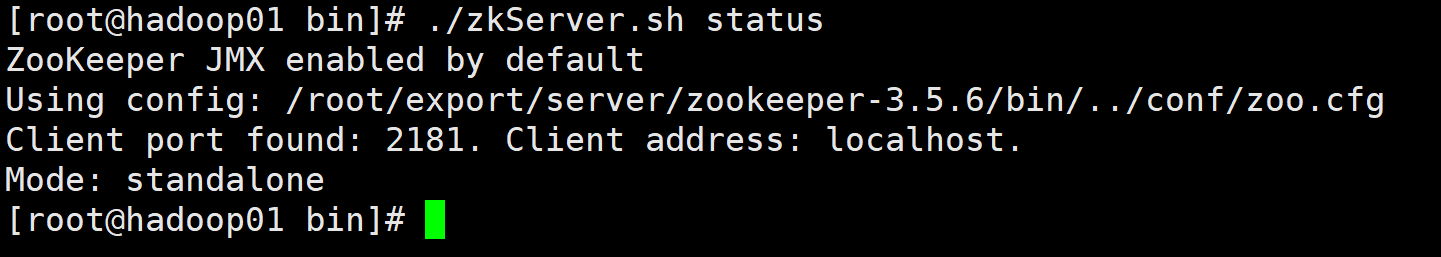 [root@hadoop01 bin]# ./zkServer.sh status
ZooKeeper JMX enabled by default
Using config: /root/export/server/zookeeper-3.5.6/bin/../conf/zoo.cfg
Client port found: 2181. Client address: localhost.
Mode: standalone
[root@hadoop01 bin]#